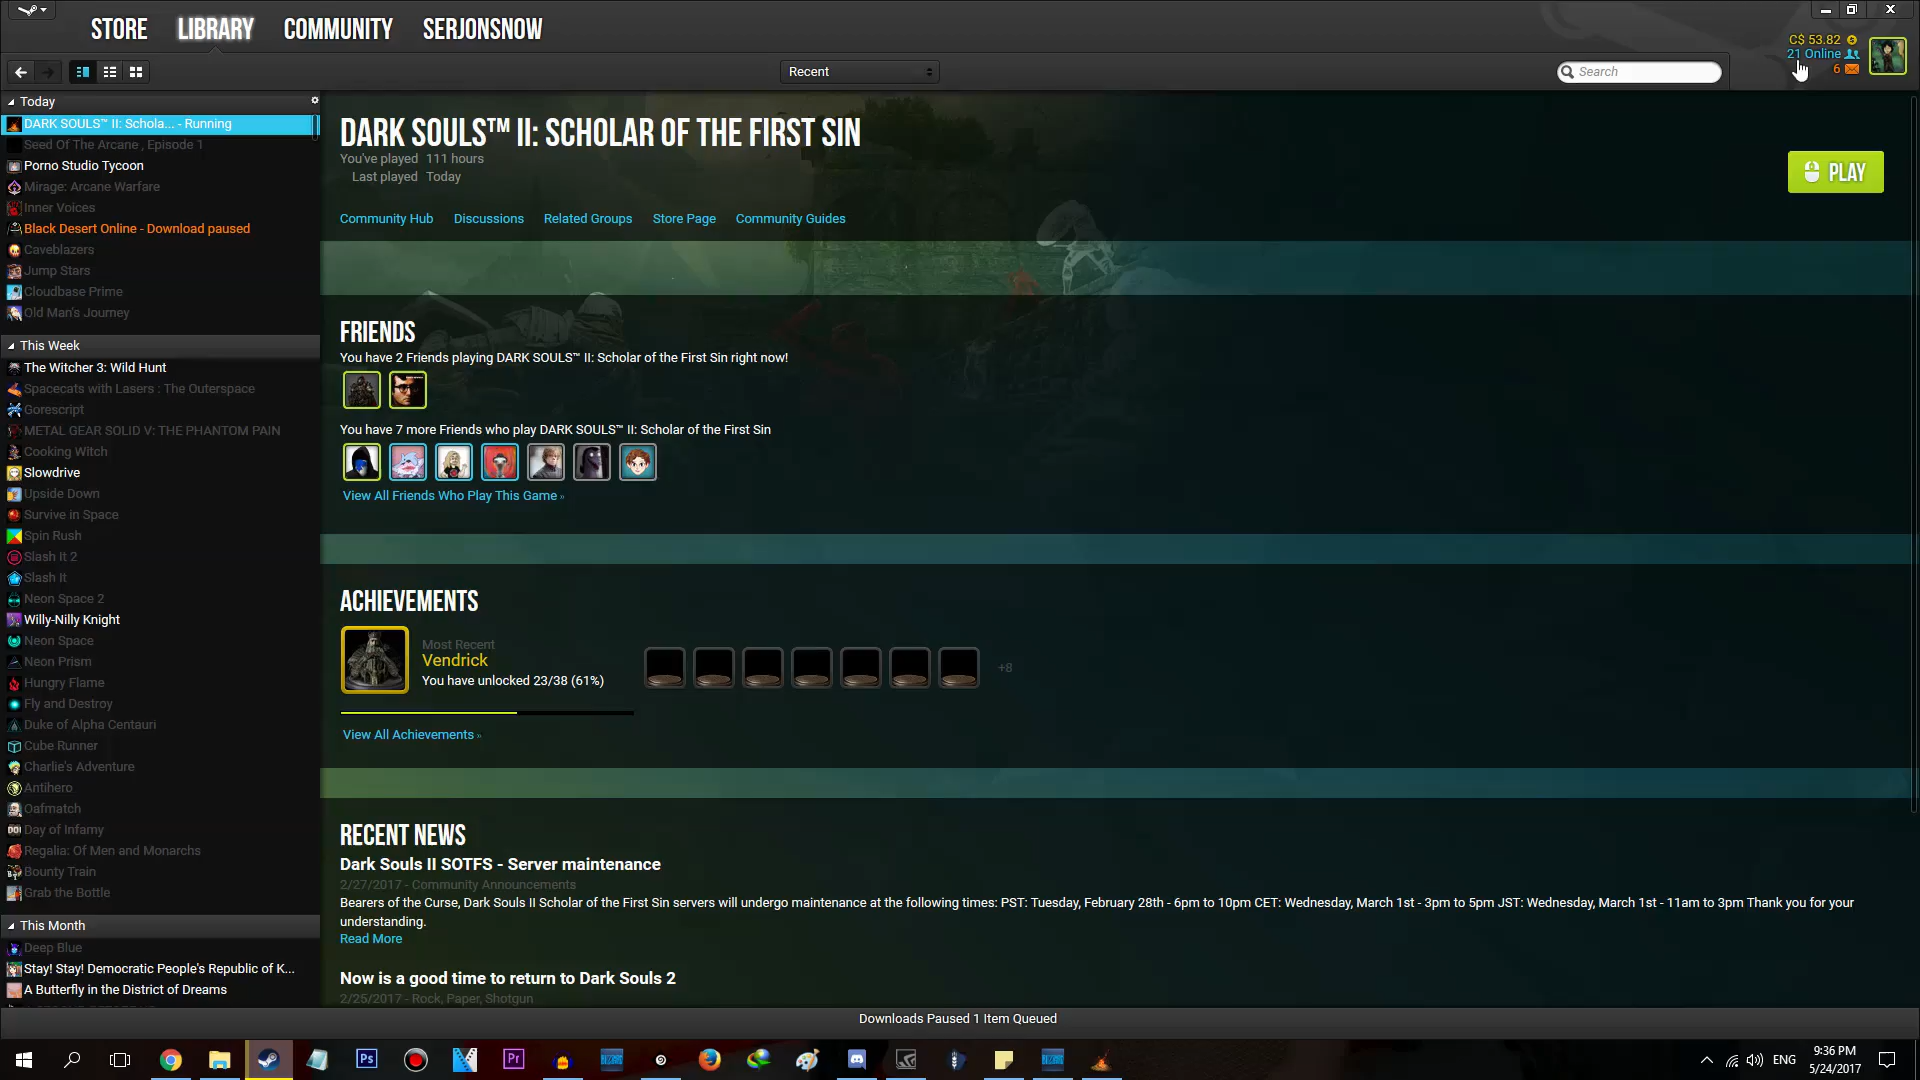 STORE LIBRARY COMMUNITY SERJONSNOW
C$ 53.82
21 Online
6
Recent
Search
Today
DARK SOULS™ II: Schola... - Running
Seed Of The Arcane , Episode 1
Porno Studio Tycoon
Mirage: Arcane Warfare
Inner Voices
Black Desert Online - Download paused
Caveblazers
Jump Stars
Cloudbase Prime
Old Man's Journey
This Week
The Witcher 3: Wild Hunt
Spacecats with Lasers : The Outerspace
Gorescript
METAL GEAR SOLID V: THE PHANTOM PAIN
Cooking Witch
Slowdrive
Upside Down
Survive in Space
Spin Rush
Slash It 2
Slash It
Neon Space 2
Willy-Nilly Knight
Neon Space
Neon Prism
Hungry Flame
Fly and Destroy
Duke of Alpha Centauri
Cube Runner
Charlie's Adventure
Antihero
Oafmatch
Day of Infamy
Regalia: Of Men and Monarchs
Bounty Train
Grab the Bottle
This Month
Deep Blue
Stay! Stay! Democratic People's Republic of K...
A Butterfly in the District of Dreams
DARK SOULS™ II: SCHOLAR OF THE FIRST SIN
You've played 111 hours
Last played Today
PLAY
Community Hub Discussions Related Groups Store Page Community Guides
FRIENDS
You have 2 Friends playing DARK SOULS™ II: Scholar of the First Sin right now!
You have 7 more Friends who play DARK SOULS™ II: Scholar of the First Sin
View All Friends Who Play This Game »
ACHIEVEMENTS
Most Recent
Vendrick
You have unlocked 23/38 (61%)
+8
View All Achievements »
RECENT NEWS
Dark Souls II SOTFS - Server maintenance
2/27/2017 - Community Announcements
Bearers of the Curse, Dark Souls II Scholar of the First Sin servers will undergo maintenance at the following times: PST: Tuesday, February 28th - 6pm to 10pm CET: Wednesday, March 1st - 3pm to 5pm JST: Wednesday, March 1st - 11am to 3pm Thank you for your
understanding.
Read More
Now is a good time to return to Dark Souls 2
2/25/2017 - Rock, Paper, Shotgun
Downloads Paused 1 Item Queued
Ps
Pr
ENG
9:36 PM
5/24/2017